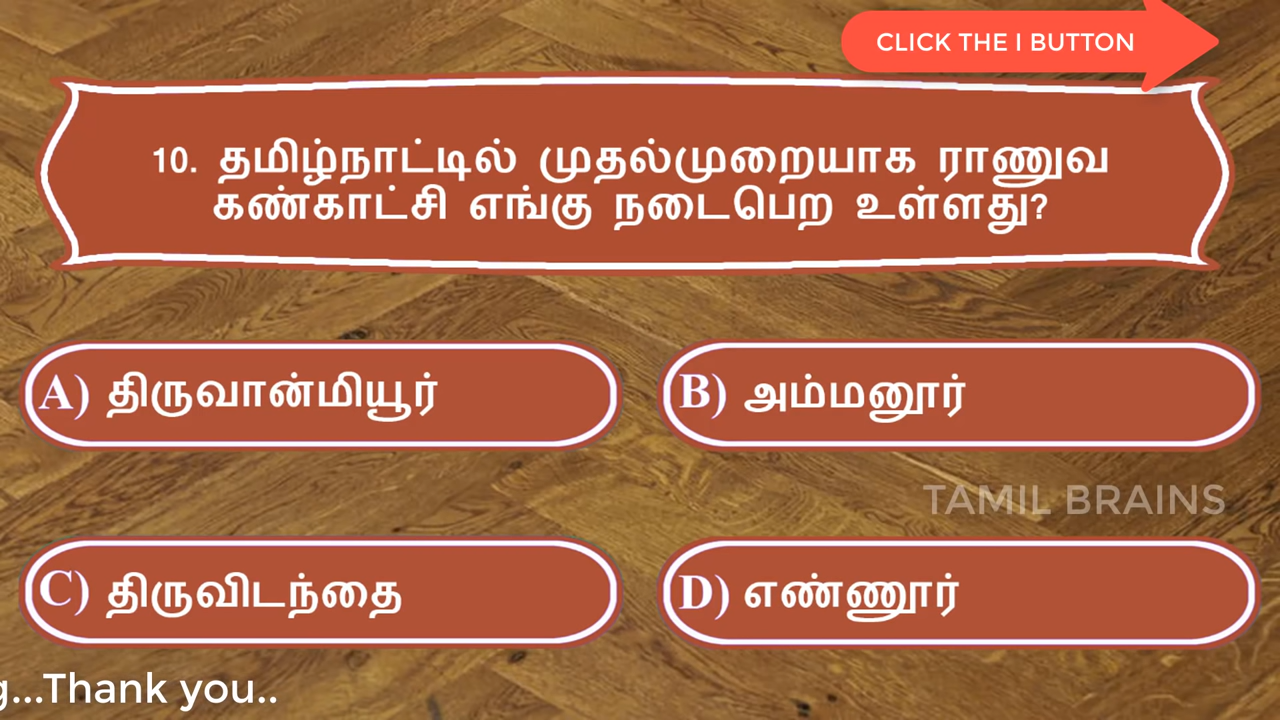 CLICK THE I BUTTON
10. தமிழ்நாட்டில் முதல்முறையாக ராணுவ
கண்காட்சி எங்கு நடைபெற உள்ளது?
A) திருவான்மியூர்
B) அம்மனூர்
TAMIL BRAINS
C) திருவிடந்தை
D) எண்ணூர்
g...Thank you..